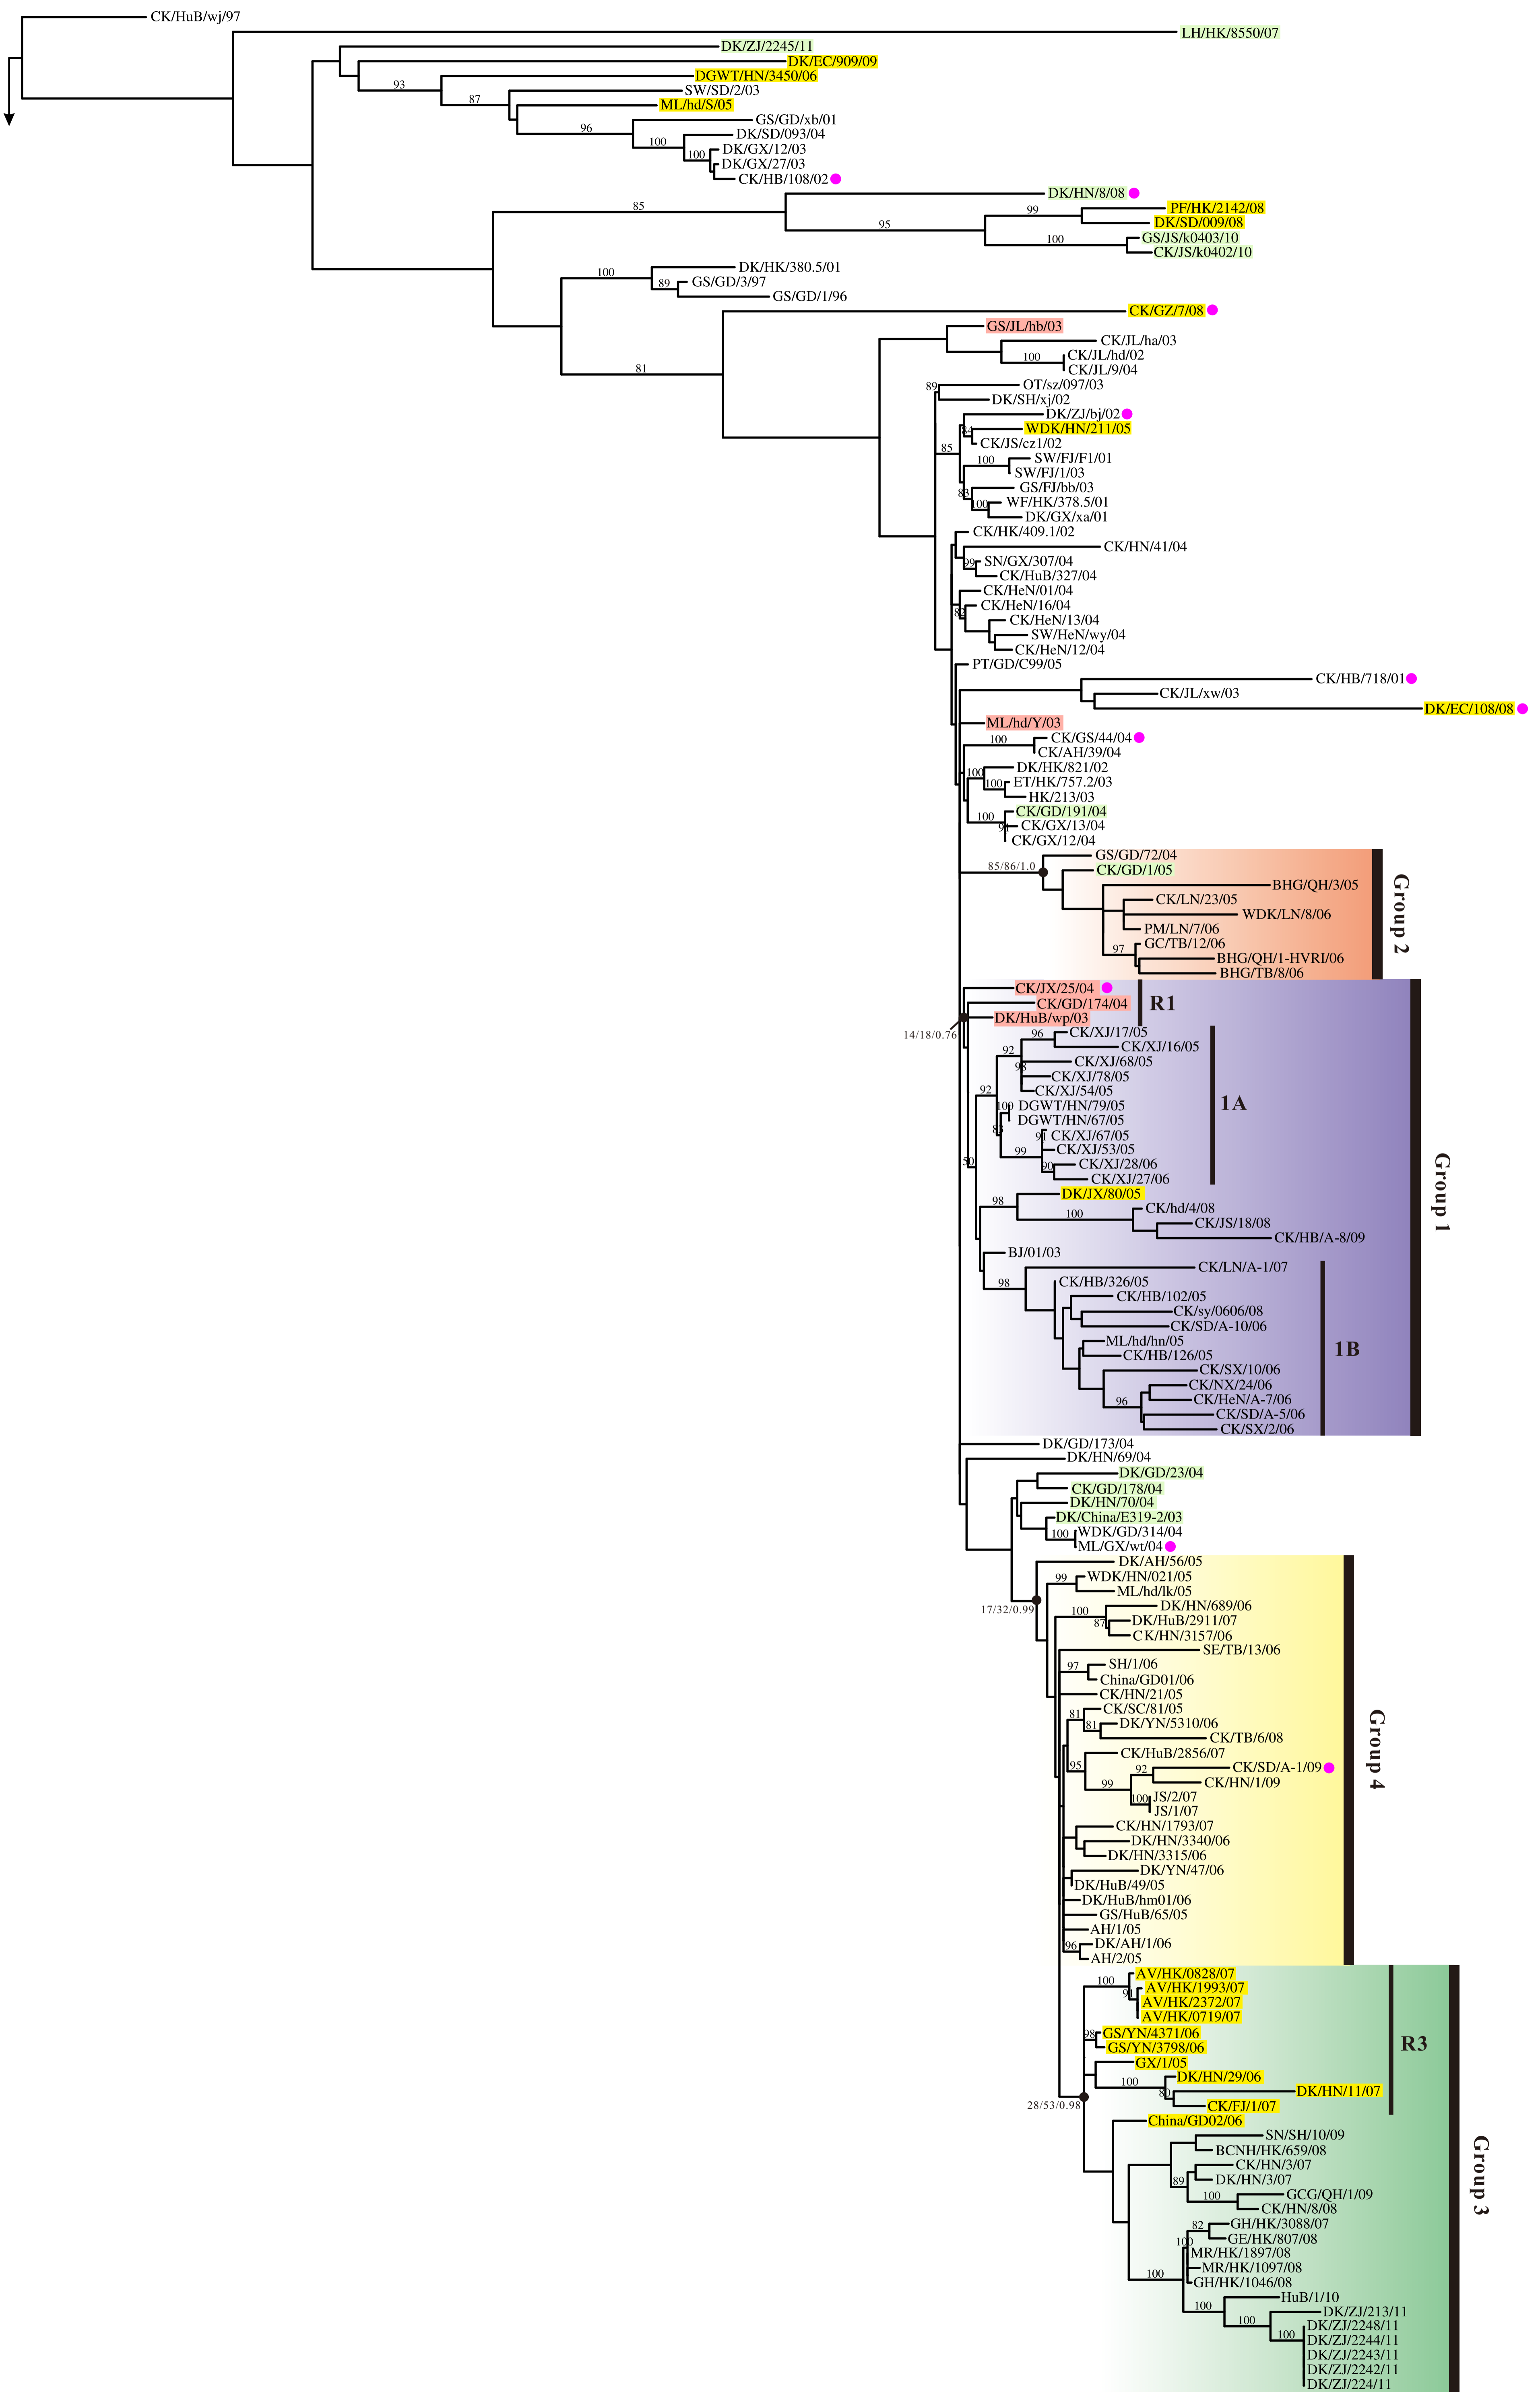 CK/HuB/wj/97
LH/HK/8550/07
DK/ZJ/2245/11
DK/EC/909/09
DGWT/HN/3450/06
93
SW/SD/2/03
87
ML/hd/S/05
GS/GD/xb/01
96
DK/SD/093/04
100
DK/GX/12/03
100
DK/GX/27/03
CK/HB/108/02
DK/HN/8/08
85
PF/HK/2142/08
99
DK/SD/009/08
95
GS/JS/k0403/10
100
CK/JS/k0402/10
DK/HK/380.5/01
100
GS/GD/3/97
89
GS/GD/1/96
CK/GZ/7/08
GS/JL/hb/03
CK/JL/ha/03
CK/JL/hd/02
100
CK/JL/9/04
81
OT/sz/097/03
89
DK/SH/xj/02
DK/ZJ/bj/02
WDK/HN/211/05
84
CK/JS/cz1/02
85
SW/FJ/F1/01
100
SW/FJ/1/03
GS/FJ/bb/03
83
WF/HK/378.5/01
100
DK/GX/xa/01
CK/HK/409.1/02
CK/HN/41/04
SN/GX/307/04
99
CK/HuB/327/04
CK/HeN/01/04
CK/HeN/16/04
82
CK/HeN/13/04
SW/HeN/wy/04
CK/HeN/12/04
PT/GD/C99/05
CK/HB/718/01
CK/JL/xw/03
DK/EC/108/08
ML/hd/Y/03
CK/GS/44/04
100
CK/AH/39/04
DK/HK/821/02
100
ET/HK/757.2/03
100
HK/213/03
CK/GD/191/04
100
CK/GX/13/04
94
CK/GX/12/04
GS/GD/72/04
85/86/1.0
CK/GD/1/05
BHG/QH/3/05
CK/LN/23/05
WDK/LN/8/06
PM/LN/7/06
GC/TB/12/06
97
BHG/QH/1-HVRI/06
BHG/TB/8/06
Group 2
CK/JX/25/04
CK/GD/174/04
R1
DK/HuB/wp/03
14/18/0.76
CK/XJ/17/05
96
CK/XJ/16/05
92
CK/XJ/68/05
98
CK/XJ/78/05
CK/XJ/54/05
92
DGWT/HN/79/05
100
DGWT/HN/67/05
83
CK/XJ/67/05
91
CK/XJ/53/05
99
CK/XJ/28/06
90
CK/XJ/27/06
1A
50
DK/JX/80/05
98
CK/hd/4/08
100
CK/JS/18/08
CK/HB/A-8/09
Group 1
BJ/01/03
CK/LN/A-1/07
98
CK/HB/326/05
CK/HB/102/05
CK/sy/0606/08
CK/SD/A-10/06
ML/hd/hn/05
1B
CK/HB/126/05
CK/SX/10/06
CK/NX/24/06
CK/HeN/A-7/06
96
CK/SD/A-5/06
CK/SX/2/06
DK/GD/173/04
DK/HN/69/04
DK/GD/23/04
CK/GD/178/04
DK/HN/70/04
DK/China/E319-2/03
WDK/GD/314/04
100
ML/GX/wt/04
DK/AH/56/05
WDK/HN/021/05
99
ML/hd/lk/05
17/32/0.99
DK/HN/689/06
100
DK/HuB/2911/07
87
CK/HN/3157/06
SE/TB/13/06
SH/1/06
97
China/GD01/06
CK/HN/21/05
CK/SC/81/05
81
DK/YN/5310/06
81
CK/TB/6/08
Group 4
CK/HuB/2856/07
95
CK/SD/A-1/09
92
CK/HN/1/09
99
JS/2/07
100
JS/1/07
CK/HN/1793/07
DK/HN/3340/06
DK/HN/3315/06
DK/YN/47/06
DK/HuB/49/05
DK/HuB/hm01/06
GS/HuB/65/05
AH/1/05
DK/AH/1/06
96
AH/2/05
AV/HK/0828/07
100
AV/HK/1993/07
91
AV/HK/2372/07
AV/HK/0719/07
GS/YN/4371/06
98
GS/YN/3798/06
R3
GX/1/05
DK/HN/29/06
100
DK/HN/11/07
80
CK/FJ/1/07
28/53/0.98
China/GD02/06
SN/SH/10/09
BCNH/HK/659/08
CK/HN/3/07
DK/HN/3/07
89
GCG/QH/1/09
100
CK/HN/8/08
Group 3
GH/HK/3088/07
82
GE/HK/807/08
100
MR/HK/1897/08
MR/HK/1097/08
100
GH/HK/1046/08
HuB/1/10
100
DK/ZJ/213/11
100
DK/ZJ/2248/11
100
DK/ZJ/2244/11
DK/ZJ/2243/11
DK/ZJ/2242/11
DK/ZJ/224/11